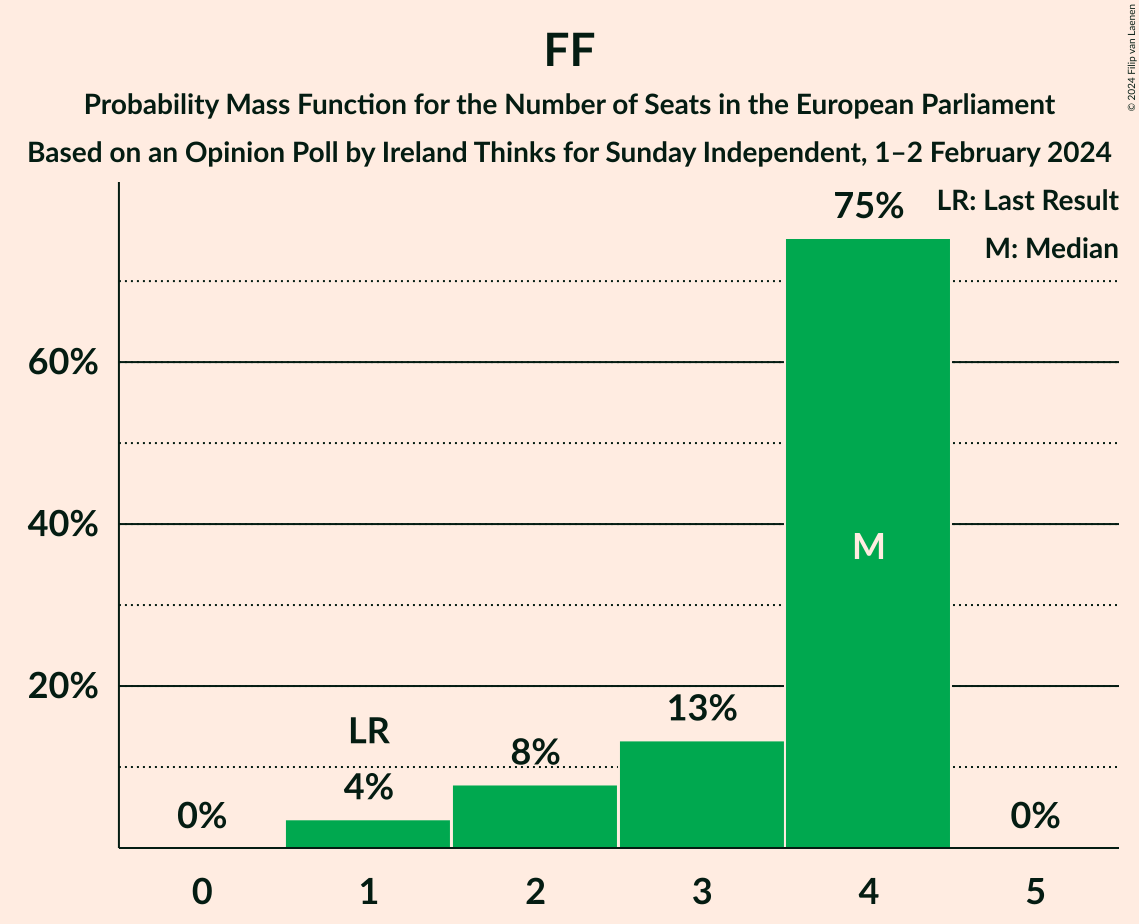 FF
Probability Mass Function for the Number of Seats in the European Parliament
Based on an Opinion Poll by Ireland Thinks for Sunday Independent, 1–2 February 2024
© 2024 Filip van Laenen
LR: Last Result
M: Median
75%
60%
40%
M
20%
13%
LR
8%
4%
0%
0%
0 1 2 3 4 5